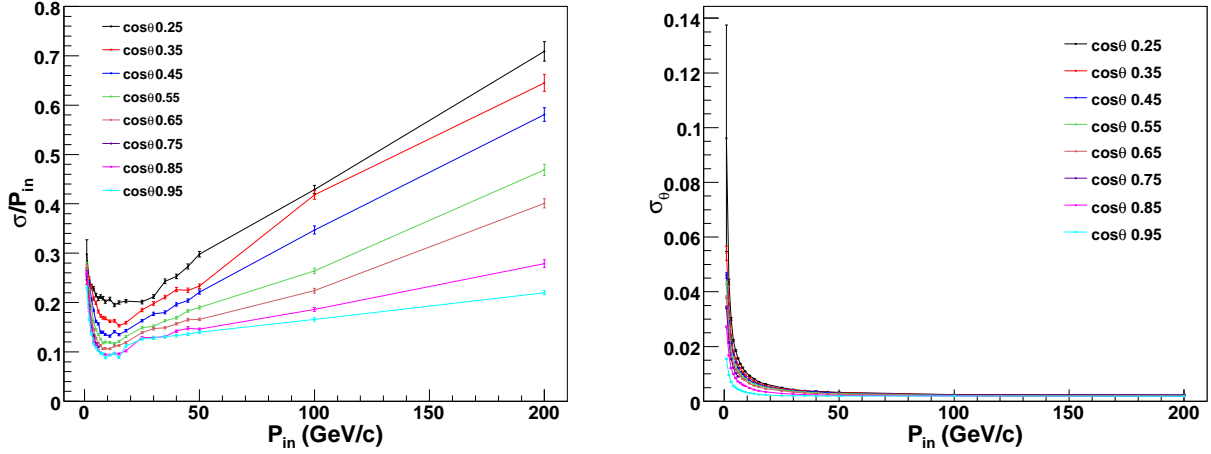 0.8
0.7
0.6
0.5
0.4
0.3
0.2
0.1
0
σ/P_in
cosθ0.25
cosθ0.35
cosθ0.45
cosθ0.55
cosθ0.65
cosθ0.75
cosθ0.85
cosθ0.95
0 50 100 150 200
P_in (GeV/c)
0.14
0.12
0.1
0.08
0.06
0.04
0.02
0
σ_θ
cosθ 0.25
cosθ 0.35
cosθ 0.45
cosθ 0.55
cosθ 0.65
cosθ 0.75
cosθ 0.85
cosθ 0.95
0 50 100 150 200
P_in (GeV/c)